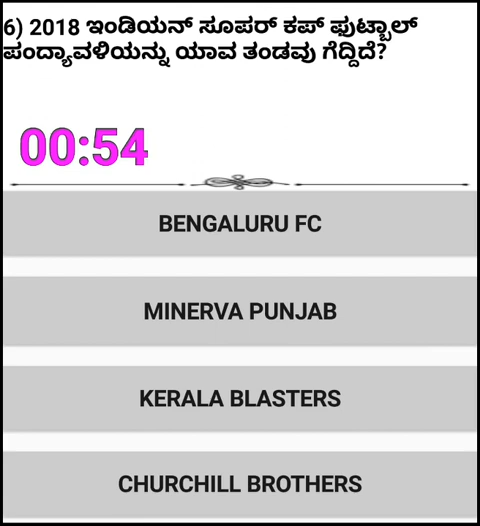 6) 2018 ಇಂಡಿಯನ್ ಸೂಪರ್ ಕಪ್ ಫುಟ್ಬಾಲ್
ಪಂದ್ಯಾವಳಿಯನ್ನು ಯಾವ ತಂಡವು ಗೆದ್ದಿದೆ?
00:54
BENGALURU FC
MINERVA PUNJAB
KERALA BLASTERS
CHURCHILL BROTHERS